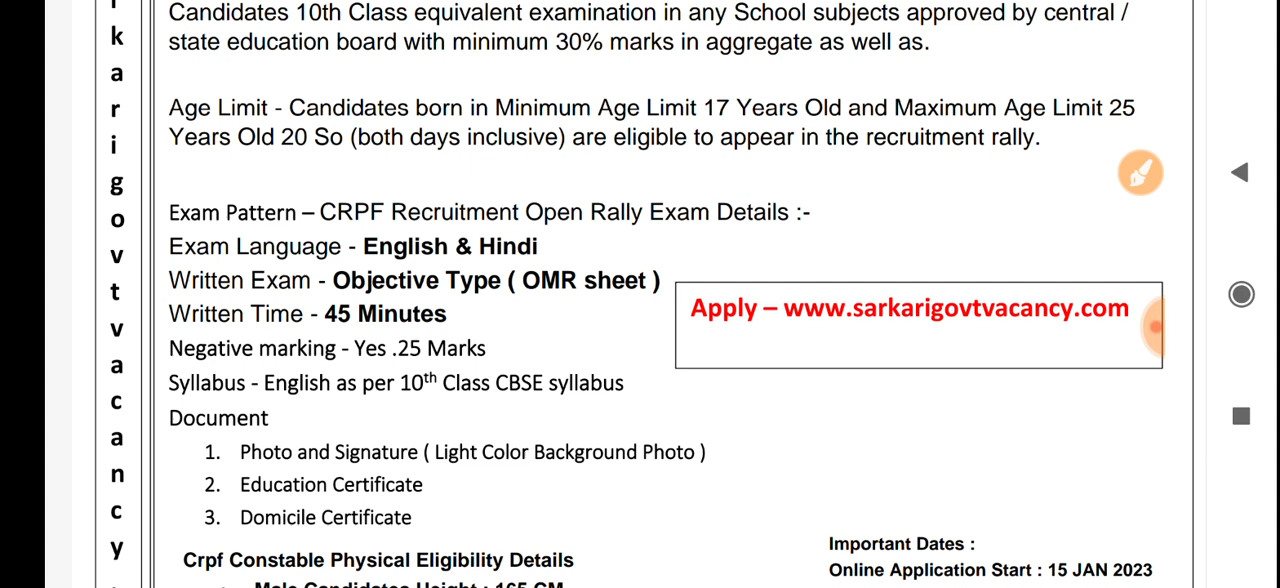 k
a
r
i
g
o
v
t
v
a
c
a
n
c
y
Candidates 10th Class equivalent examination in any School subjects approved by central /
state education board with minimum 30% marks in aggregate as well as.
Age Limit - Candidates born in Minimum Age Limit 17 Years Old and Maximum Age Limit 25
Years Old 20 So (both days inclusive) are eligible to appear in the recruitment rally.
Exam Pattern – CRPF Recruitment Open Rally Exam Details :-
Exam Language - English & Hindi
Written Exam - Objective Type ( OMR sheet )
Written Time - 45 Minutes
Negative marking - Yes .25 Marks
Syllabus - English as per 10th Class CBSE syllabus
Apply – www.sarkarigovtvacancy.com
Document
1. Photo and Signature ( Light Color Background Photo )
2. Education Certificate
3. Domicile Certificate
Crpf Constable Physical Eligibility Details
Male Candidates Height : 165 CM
Important Dates :
Online Application Start : 15 JAN 2023